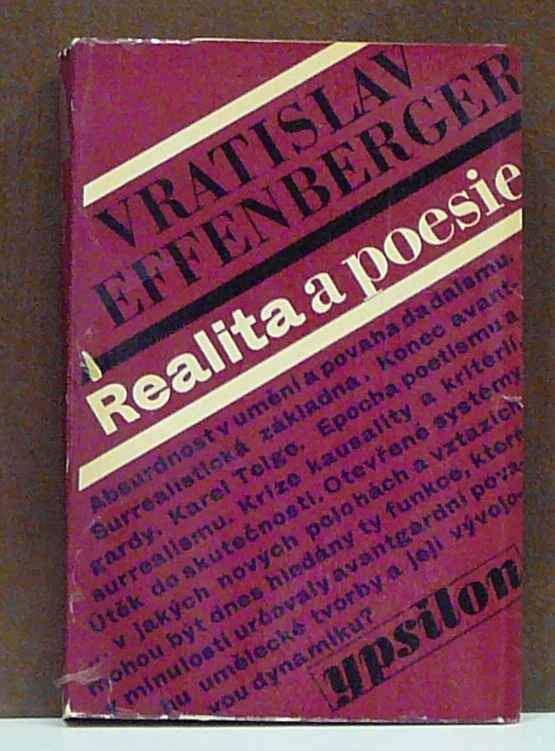 VRATISLAV
EFFENBERGER
Realita a poesie
Absurdnost v umění a povaha dadaismu.
Surrealistická základna. Konec avant-
gardy. Karel Teige. Epocha poetismu a
surrealismu. Krize kausality a kriterií.
Útěk do skutečnosti. Otevřené systémy
... v jakých nových polohách a vztazích
mohou být dnes hledány ty funkce, které
v minulosti určovaly avantgardní pova-
hu umělecké tvorby a její vývojo-
vou dynamiku?
ypsilon